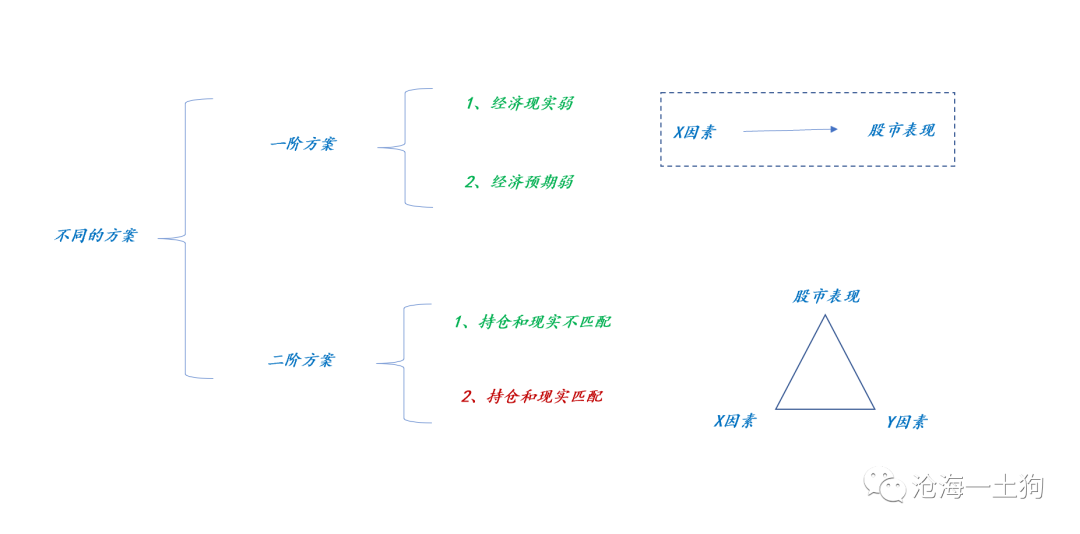 不同的方案
一阶方案
1、经济现实弱
2、经济预期弱
X因素
股市表现
二阶方案
1、持仓和现实不匹配
2、持仓和现实匹配
股市表现
X因素
Y因素
沧海一土狗